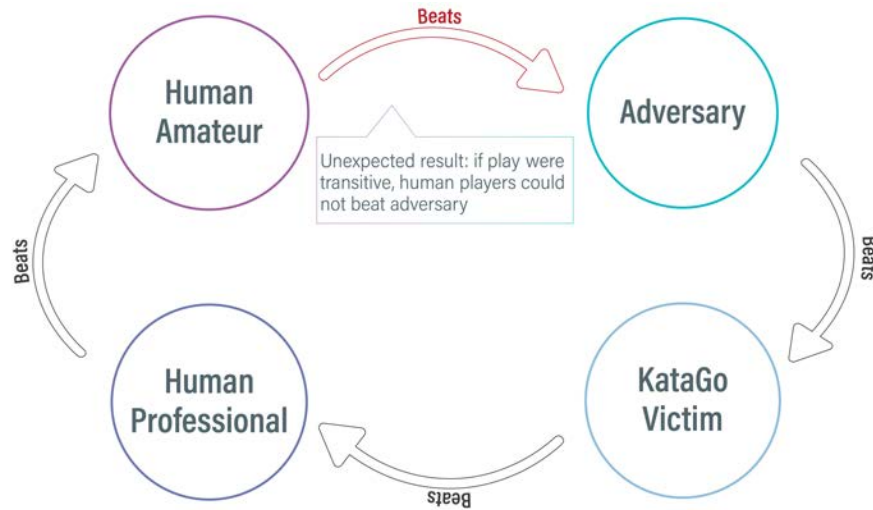 Beats
Human
Amateur
Adversary
Unexpected result: if play were
transitive, human players could
not beat adversary
Beats
Beats
Human
Professional
KataGo
Victim
Beats